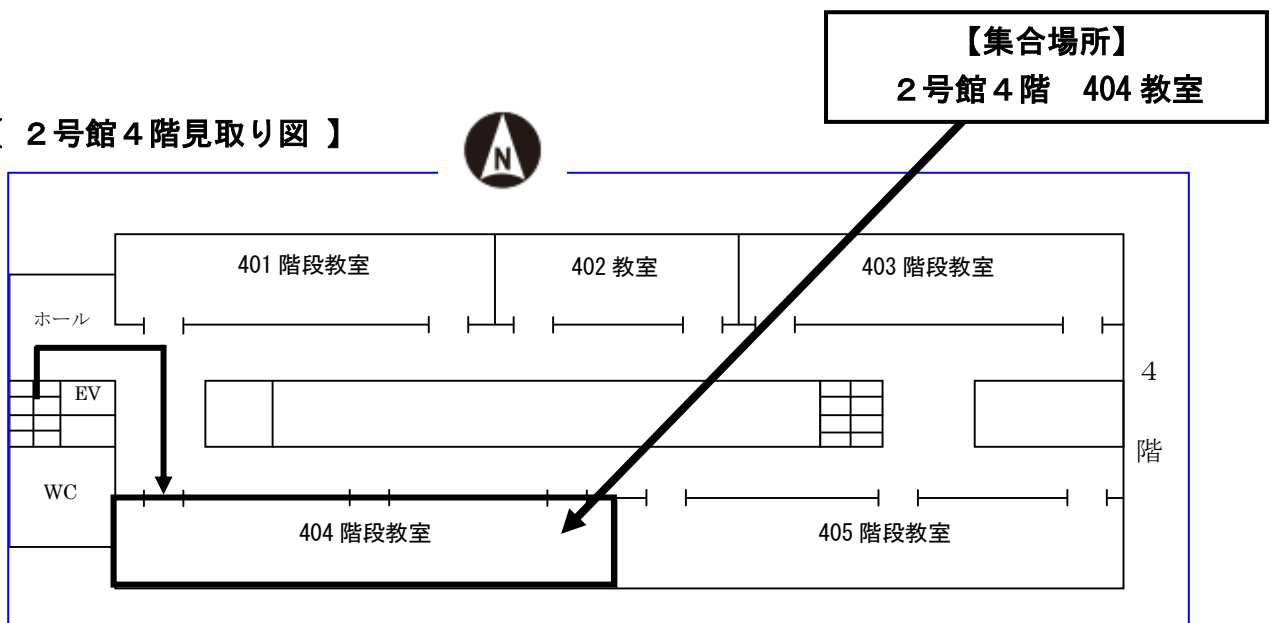 【集合場所】
２号館４階　404 教室
【 ２号館４階見取り図 】
N
401 階段教室
402 教室
403 階段教室
ホール
EV
４
階
WC
404 階段教室
405 階段教室